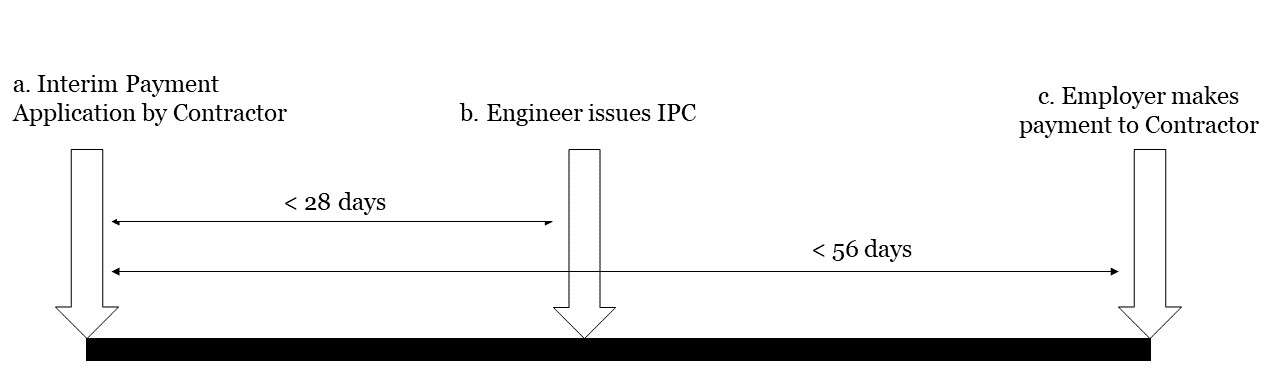 a. Interim Payment
Application by Contractor
b. Engineer issues IPC
c. Employer makes
payment to Contractor
< 28 days
< 56 days